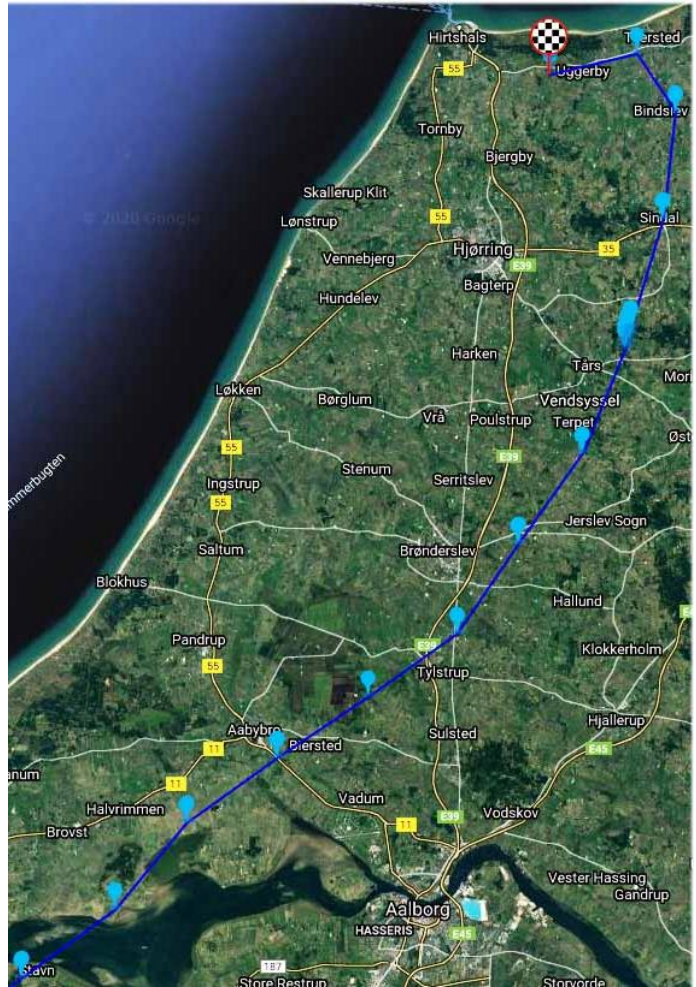 Hirtshals
Uggerby
55
Bindslev
Tornby
Bjergby
Skallerup Klit
© 2020 Google
55
Lønstrup
Sindal
Hjørring
35
Vennebjerg
E39
Bagterp
Hundelev
Harken
Tårs
Løkken
Børglum
Vendsyssel
Vrå
Poulstrup
Terpet
55
E39
Stenum
Ingstrup
Serritslev
55
Jerslev Sogn
Saltum
Brønderslev
Blokhus
Hallund
Pandrup
E39
Klokkerholm
55
Tylstrup
Hjallerup
Aabybro
Biersted
Sulsted
11
E45
11
Vadum
Halvrimmen
E39
Vodskov
Brovst
11
Vester Hassing
Gandrup
Aalborg
HASSERIS
E45
187
Store Restrup
Storvorde